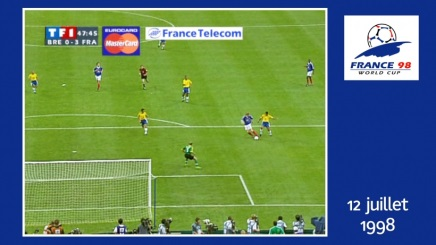 TF1 47:45
BRE 0-3 FRA
EUROCARD
MasterCard
France Telecom
FRANCE 98
WORLD CUP
12 juillet
1998